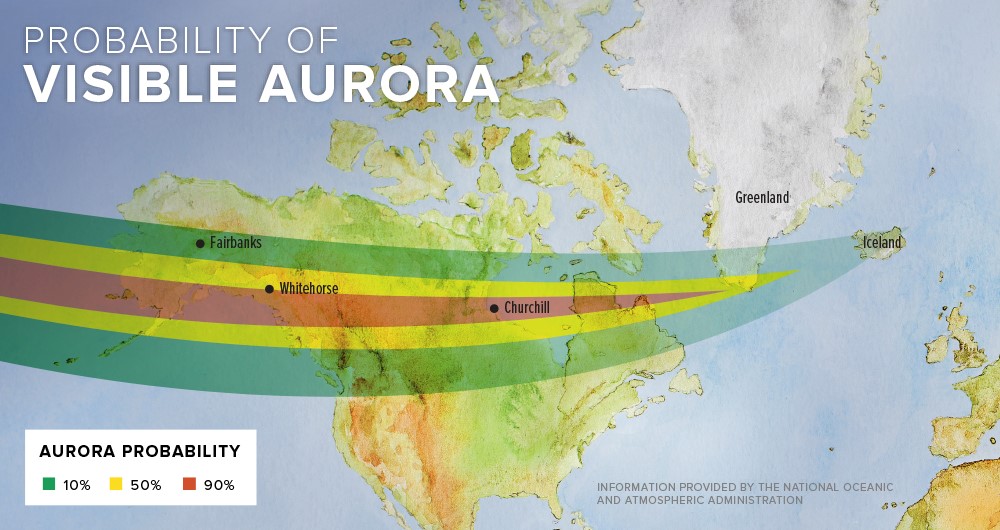 PROBABILITY OF
VISIBLE AURORA
Greenland
Iceland
Fairbanks
Whitehorse
Churchill
AURORA PROBABILITY
10% 50% 90%
INFORMATION PROVIDED BY THE NATIONAL OCEANIC
AND ATMOSPHERIC ADMINISTRATION